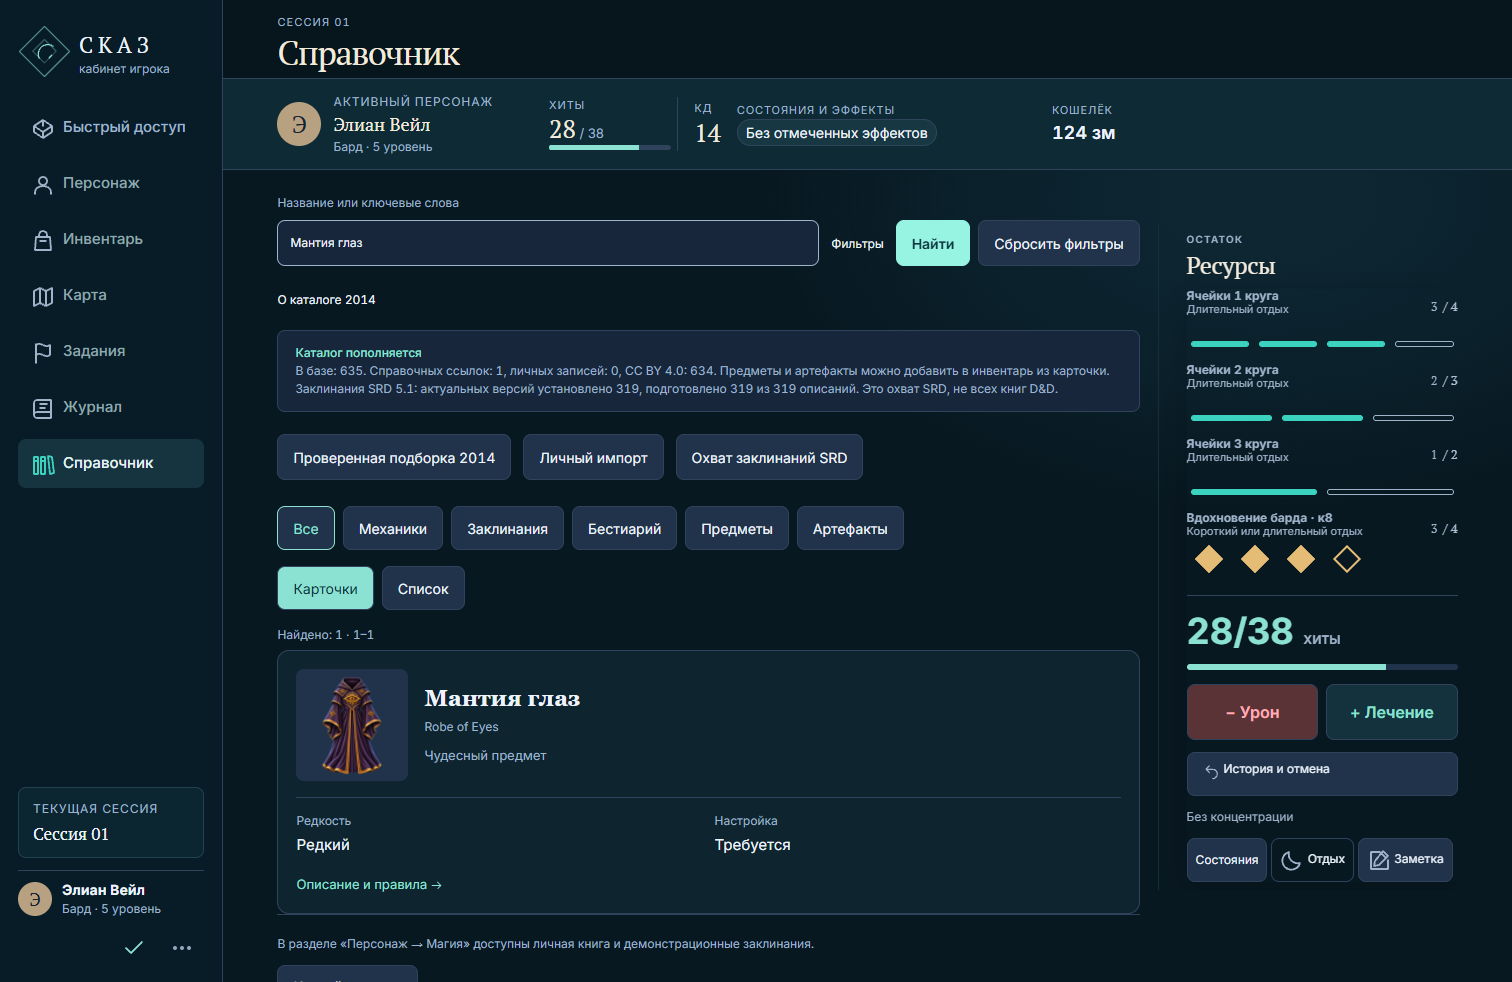 СКАЗ
кабинет игрока
Быстрый доступ
Персонаж
Инвентарь
Карта
Задания
Журнал
Справочник
ТЕКУЩАЯ СЕССИЯ
Сессия 01
Э
Элиан Вейл
Бард · 5 уровень
СЕССИЯ 01
Справочник
Э
АКТИВНЫЙ ПЕРСОНАЖ
Элиан Вейл
Бард · 5 уровень
ХИТЫ
28 / 38
КД
14
СОСТОЯНИЯ И ЭФФЕКТЫ
Без отмеченных эффектов
КОШЕЛЁК
124 зм
Название или ключевые слова
Мантия глаз
Фильтры
Найти
Сбросить фильтры
О каталоге 2014
Каталог пополняется
В базе: 635. Справочных ссылок: 1, личных записей: 0, CC BY 4.0: 634. Предметы и артефакты можно добавить в инвентарь из карточки.
Заклинания SRD 5.1: актуальных версий установлено 319, подготовлено 319 из 319 описаний. Это охват SRD, не всех книг D&D.
Проверенная подборка 2014
Личный импорт
Охват заклинаний SRD
Все
Механики
Заклинания
Бестиарий
Предметы
Артефакты
Карточки
Список
Найдено: 1 · 1–1
Мантия глаз
Robe of Eyes
Чудесный предмет
Редкость
Редкий
Настройка
Требуется
Описание и правила →
В разделе «Персонаж → Магия» доступны личная книга и демонстрационные заклинания.
ОСТАТОК
Ресурсы
Ячейки 1 круга
Длительный отдых
3 / 4
Ячейки 2 круга
Длительный отдых
2 / 3
Ячейки 3 круга
Длительный отдых
1 / 2
Вдохновение барда · к8
Короткий или длительный отдых
3 / 4
28/38 хиты
− Урон
+ Лечение
История и отмена
Без концентрации
Состояния
Отдых
Заметка